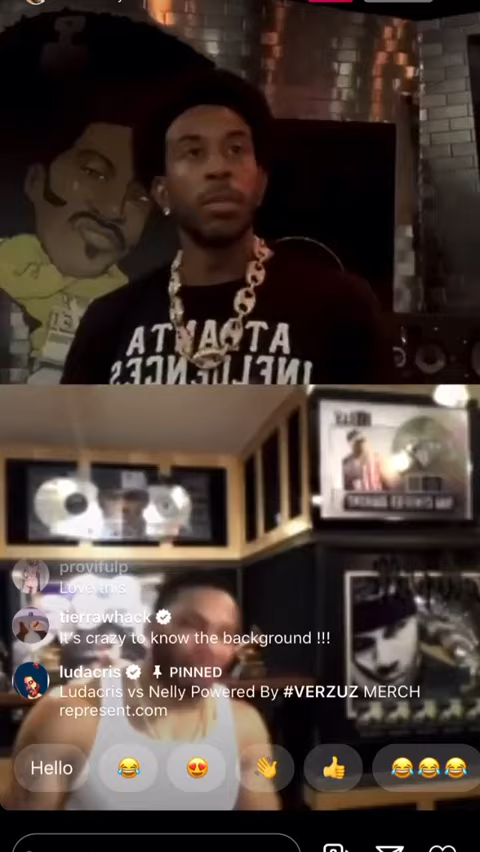 ATLANTA
INFLUENCES
provifulp
Love this
tierrawhack
It's crazy to know the background !!!
ludacris PINNED
Ludacris vs Nelly Powered By #VERZUZ MERCH
represent.com
Hello